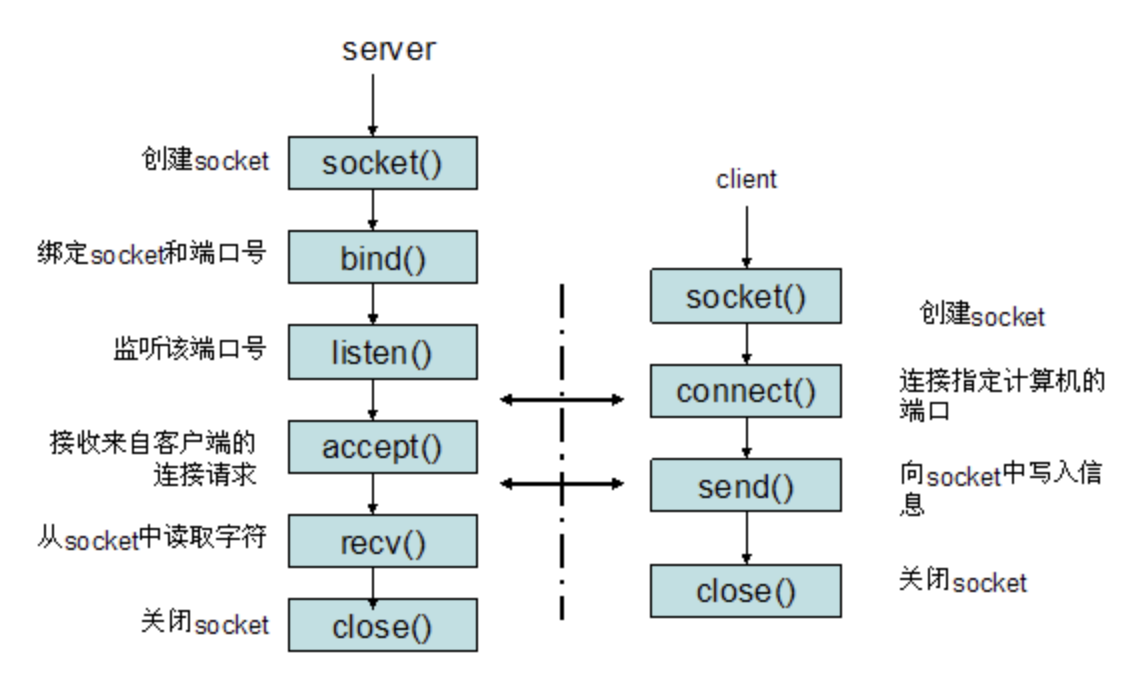 server
创建socket
socket()
绑定socket和端口号
bind()
监听该端口号
listen()
接收来自客户端的
连接请求
accept()
从socket中读取字符
recv()
关闭socket
close()
client
socket()
创建socket
connect()
连接指定计算机的
端口
send()
向socket中写入信
息
close()
关闭socket